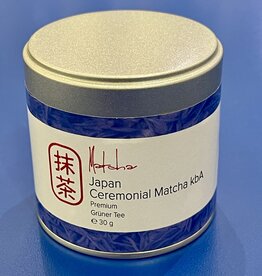 Matcha
抹茶
Japan
Ceremonial Matcha kbA
Premium
Grüner Tee
℮ 30 g